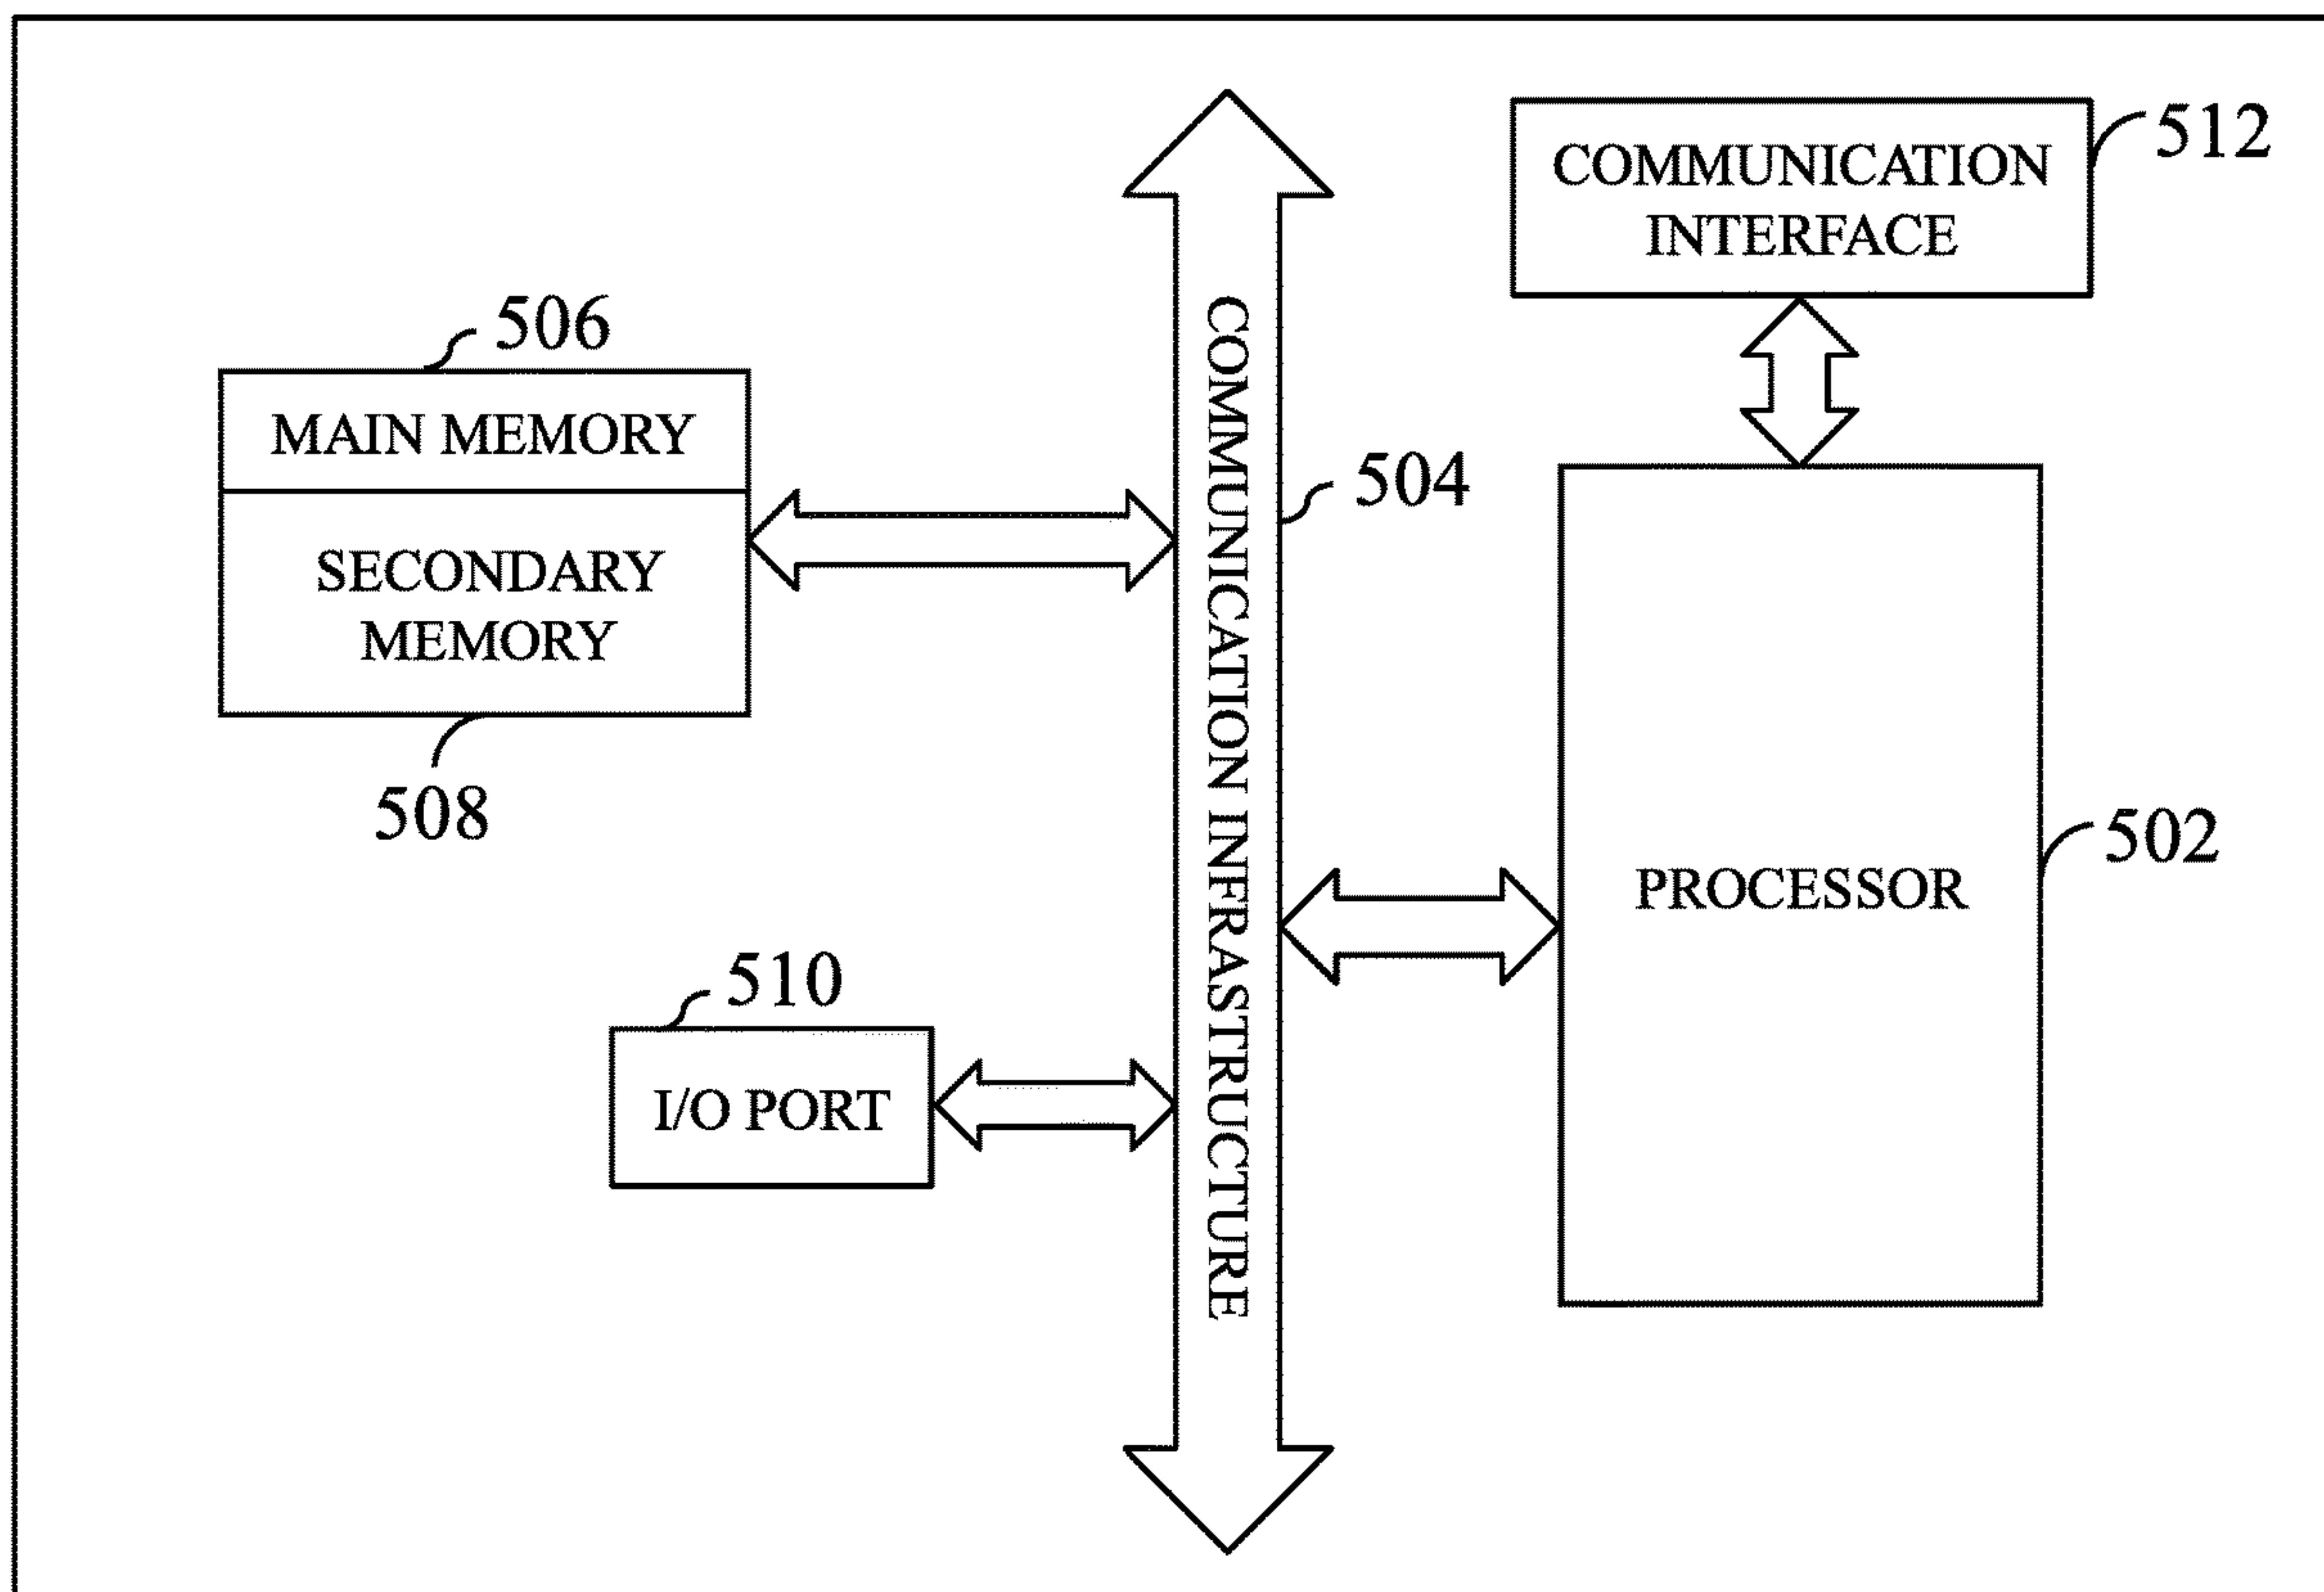 512
COMMUNICATION
INTERFACE
506
MAIN MEMORY
SECONDARY
MEMORY
508
COMMUNICATION INFRASTRUCTURE
504
PROCESSOR
502
510
I/O PORT